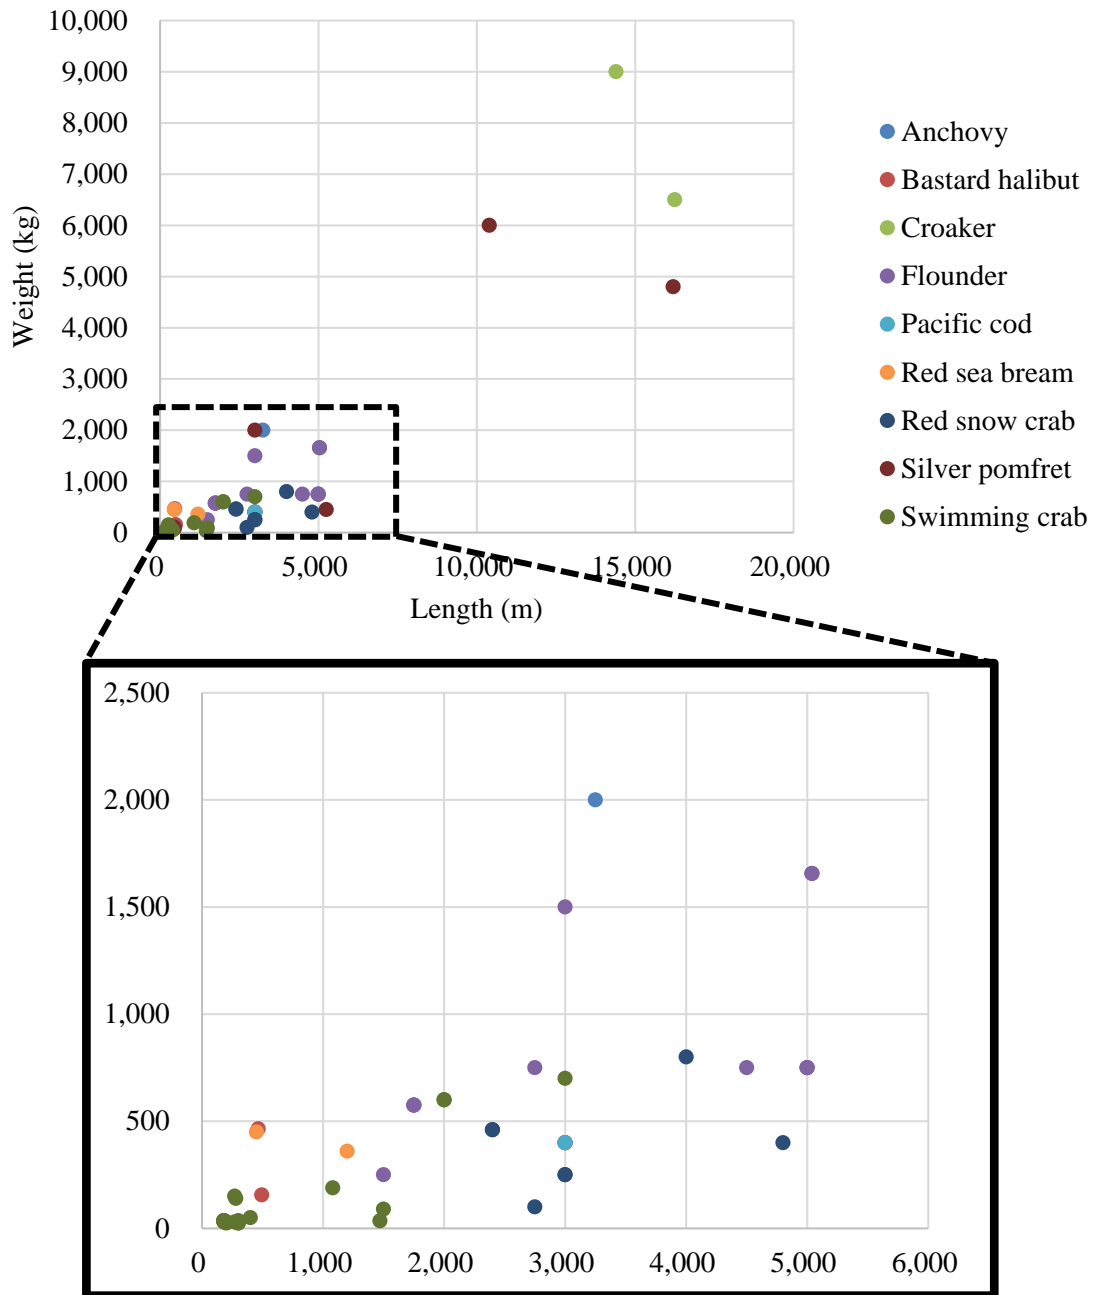 10,000
9,000
8,000
7,000
6,000
5,000
4,000
3,000
2,000
1,000
0
Weight (kg)
0 5,000 10,000 15,000 20,000
Length (m)
Anchovy
Bastard halibut
Croaker
Flounder
Pacific cod
Red sea bream
Red snow crab
Silver pomfret
Swimming crab
2,500
2,000
1,500
1,000
500
0
0 1,000 2,000 3,000 4,000 5,000 6,000